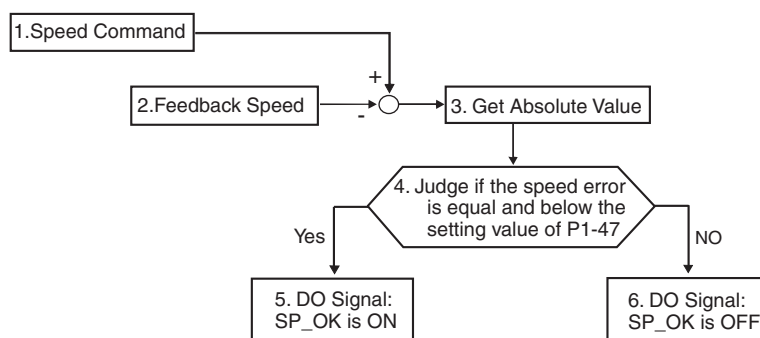 1.Speed Command
+
2.Feedback Speed
-
3. Get Absolute Value
4. Judge if the speed error
is equal and below the
setting value of P1-47
Yes
NO
5. DO Signal:
SP_OK is ON
6. DO Signal:
SP_OK is OFF